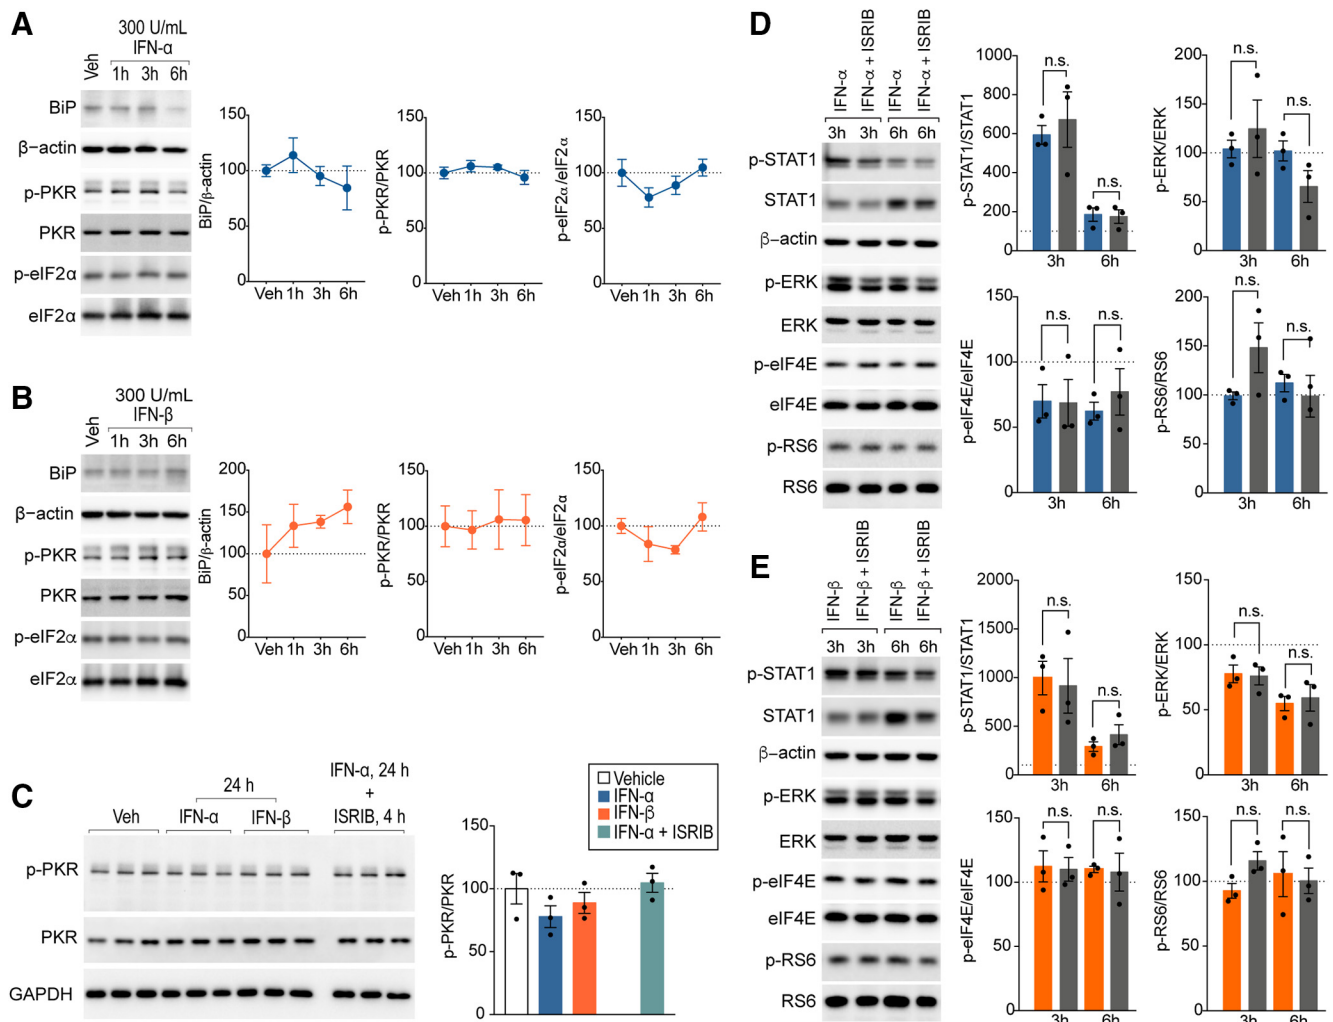 A
300 U/mL
IFN-α
Veh 1h 3h 6h
BiP
β–actin
p-PKR
PKR
p-eIF2α
eIF2α
BiP/β-actin
150
100
50
0
Veh 1h 3h 6h
p-PKR/PKR
150
100
50
0
Veh 1h 3h 6h
p-eIF2α/eIF2α
150
100
50
0
Veh 1h 3h 6h
B
300 U/mL
IFN-β
Veh 1h 3h 6h
BiP
β–actin
p-PKR
PKR
p-eIF2α
eIF2α
BiP/β-actin
200
150
100
50
0
Veh 1h 3h 6h
p-PKR/PKR
150
100
50
0
Veh 1h 3h 6h
p-eIF2α/eIF2α
150
100
50
0
Veh 1h 3h 6h
C
24 h
Veh IFN-α IFN-β
IFN-α, 24 h
+
ISRIB, 4 h
p-PKR
PKR
GAPDH
Vehicle
IFN-α
IFN-β
IFN-α + ISRIB
p-PKR/PKR
150
100
50
0
D
IFN-α IFN-α + ISRIB IFN-α IFN-α + ISRIB
3h 3h 6h 6h
p-STAT1
STAT1
β–actin
p-ERK
ERK
p-eIF4E
eIF4E
p-RS6
RS6
p-STAT1/STAT1
1000
800
600
400
200
0
n.s.
n.s.
3h 6h
p-ERK/ERK
200
150
100
50
0
n.s.
n.s.
3h 6h
p-eIF4E/eIF4E
150
100
50
0
n.s. n.s.
3h 6h
p-RS6/RS6
200
150
100
50
0
n.s.
n.s.
3h 6h
E
IFN-β IFN-β + ISRIB IFN-β IFN-β + ISRIB
3h 3h 6h 6h
p-STAT1
STAT1
β–actin
p-ERK
ERK
p-eIF4E
eIF4E
p-RS6
RS6
p-STAT1/STAT1
2000
1500
1000
500
0
n.s.
n.s.
3h 6h
p-ERK/ERK
150
100
50
0
n.s.
n.s.
3h 6h
p-eIF4E/eIF4E
150
100
50
0
n.s. n.s.
3h 6h
p-RS6/RS6
150
100
50
0
n.s. n.s.
3h 6h